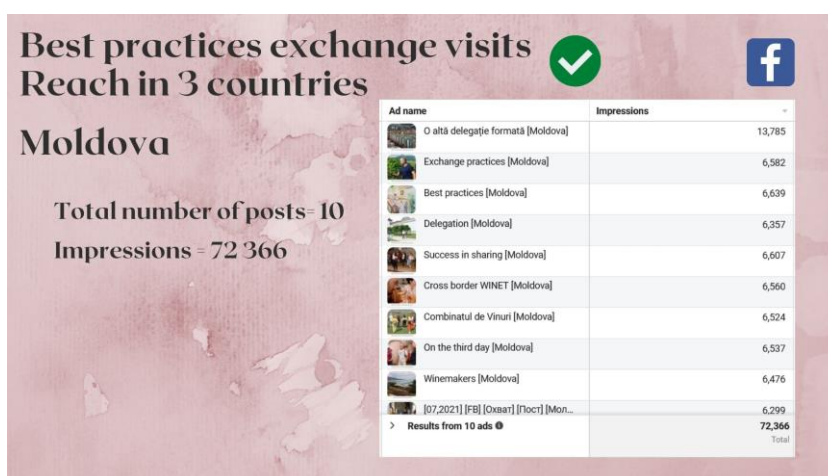 Best practices exchange visits
Reach in 3 countries
Moldova
Total number of posts= 10
Impressions = 72 366
Ad name Impressions
O altă delegație formată [Moldova] 13,785
Exchange practices [Moldova] 6,582
Best practices [Moldova] 6,639
Delegation [Moldova] 6,357
Success in sharing [Moldova] 6,607
Cross border WINET [Moldova] 6,560
Combinatul de Vinuri [Moldova] 6,524
On the third day [Moldova] 6,537
Winemakers [Moldova] 6,476
[07,2021] [FB] [Охват] [Пост] [Мол... 6,299
Results from 10 ads 72,366
Total